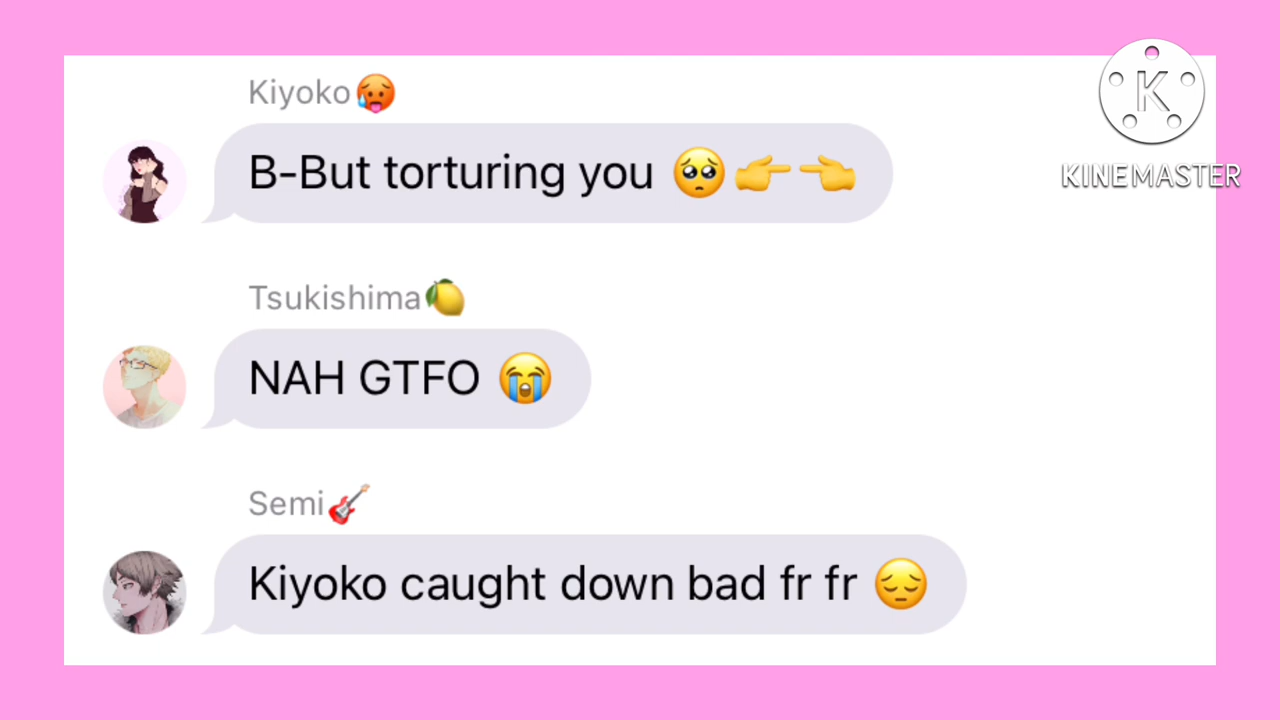 Kiyoko🥵
B-But torturing you 🥺👉👈
K
KINEMASTER
Tsukishima🍋
NAH GTFO 😭
Semi🎸
Kiyoko caught down bad fr fr 😔